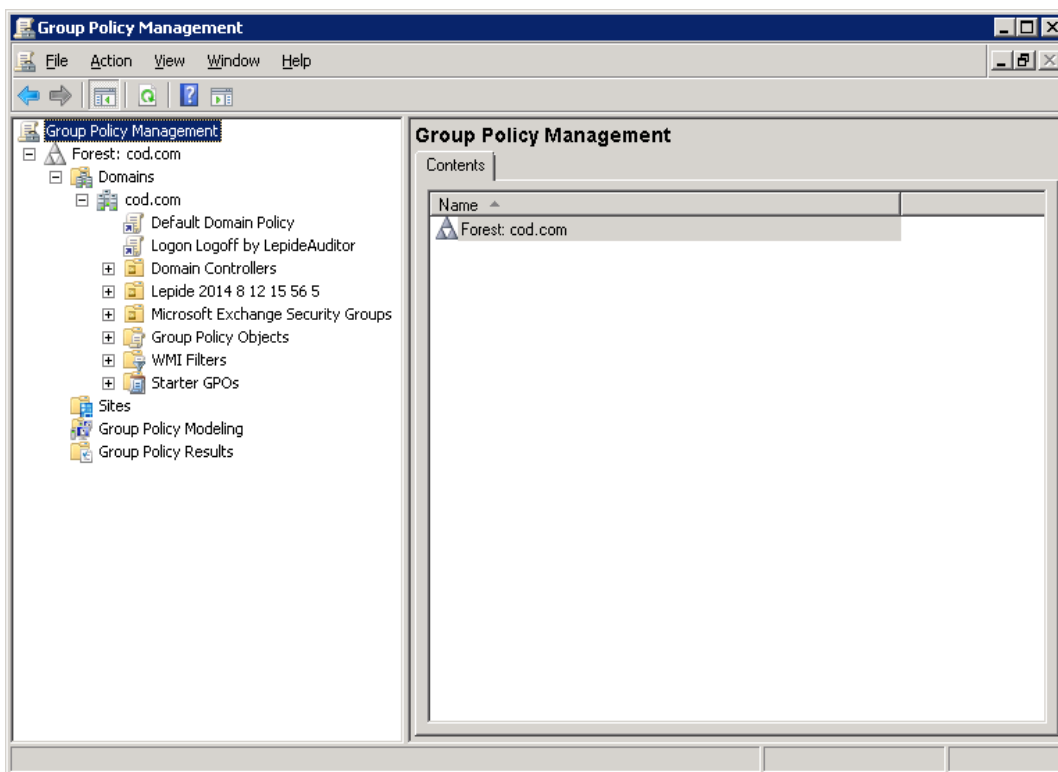 Group Policy Management
File Action View Window Help
Group Policy Management
Forest: cod.com
Domains
cod.com
Default Domain Policy
Logon Logoff by LepideAuditor
Domain Controllers
Lepide 2014 8 12 15 56 5
Microsoft Exchange Security Groups
Group Policy Objects
WMI Filters
Starter GPOs
Sites
Group Policy Modeling
Group Policy Results
Group Policy Management
Contents
Name
Forest: cod.com